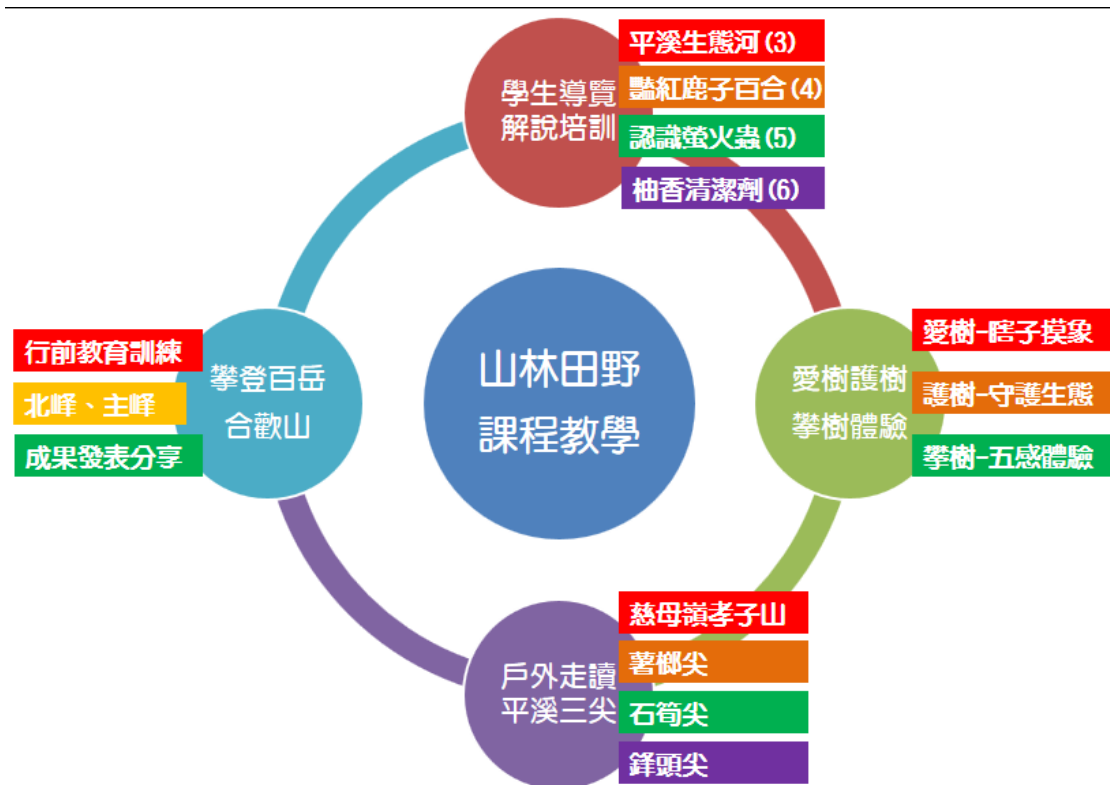 學生導覽
解說培訓
平溪生態河(3)
豔紅鹿子百合(4)
認識螢火蟲(5)
柚香清潔劑(6)
山林田野
課程教學
愛樹護樹
攀樹體驗
愛樹-瞎子摸象
護樹-守護生態
攀樹-五感體驗
戶外走讀
平溪三尖
慈母嶺孝子山
薯榔尖
石筍尖
鋒頭尖
攀登百岳
合歡山
行前教育訓練
北峰、主峰
成果發表分享